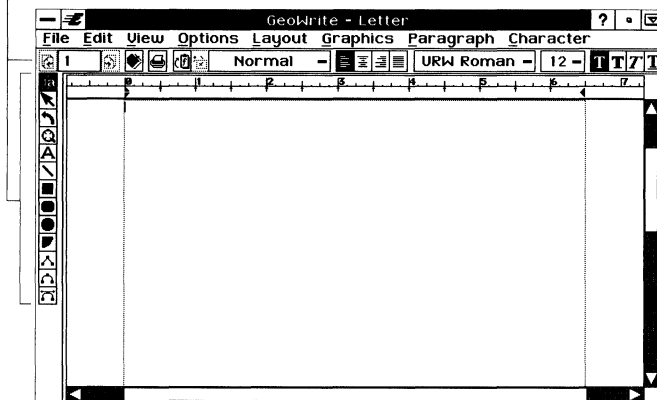 GeoWrite - Letter ?
File Edit View Options Layout Graphics Paragraph Character
1 Normal URW Roman 12 T T T T
0 1 2 3 4 5 6 7
A